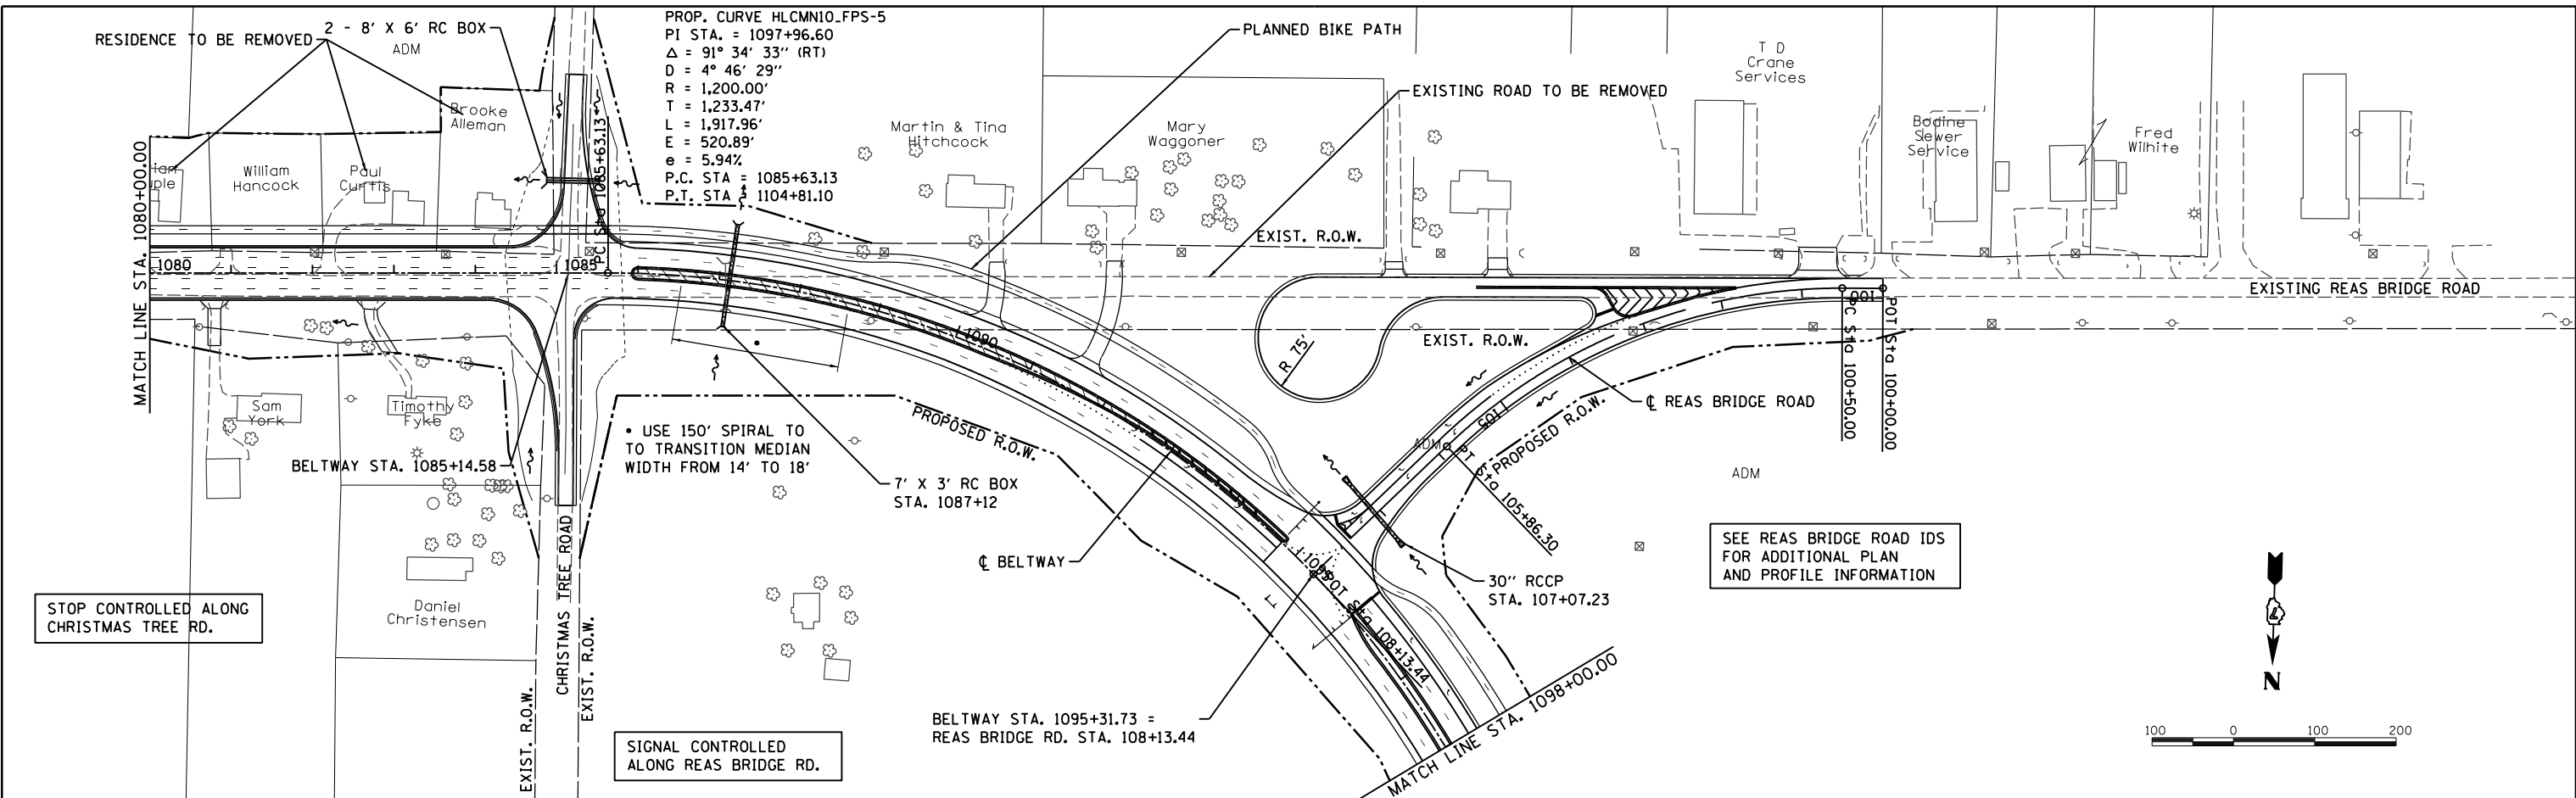 RESIDENCE TO BE REMOVED
2 - 8' X 6' RC BOX
ADM
PROP. CURVE HLCMN10_FPS-5
PI STA. = 1097+96.60
Δ = 91° 34' 33'' (RT)
D = 4° 46' 29''
R = 1,200.00'
T = 1,233.47'
L = 1,917.96'
E = 520.89'
e = 5.94%
P.C. STA = 1085+63.13
P.T. STA = 1104+81.10
PLANNED BIKE PATH
EXISTING ROAD TO BE REMOVED
T D
Crane
Services
Brooke
Alleman
William
Hancock
Paul
Curtis
Martin & Tina
Hitchcock
Mary
Waggoner
Bodine
Sewer
Service
Fred
Wilhite
MATCH LINE STA. 1080+00.00
PC Sta 1085+63.13
1080
1085
1090
1095
EXIST. R.O.W.
EXIST. R.O.W.
EXISTING REAS BRIDGE ROAD
R 75'
100
PC Sta 100+50.00
POT Sta 100+00.00
℄ REAS BRIDGE ROAD
105
ADM
PT Sta 105+86.30
PROPOSED R.O.W.
ADM
Sam
York
Timothy
Fyke
BELTWAY STA. 1085+14.58
• USE 150' SPIRAL TO
TO TRANSITION MEDIAN
WIDTH FROM 14' TO 18'
PROPOSED R.O.W.
7' X 3' RC BOX
STA. 1087+12
℄ BELTWAY
30'' RCCP
STA. 107+07.23
SEE REAS BRIDGE ROAD IDS
FOR ADDITIONAL PLAN
AND PROFILE INFORMATION
STOP CONTROLLED ALONG
CHRISTMAS TREE RD.
Daniel
Christensen
CHRISTMAS TREE ROAD
EXIST. R.O.W.
EXIST. R.O.W.
SIGNAL CONTROLLED
ALONG REAS BRIDGE RD.
BELTWAY STA. 1095+31.73 =
REAS BRIDGE RD. STA. 108+13.44
POT Sta 108+13.44
MATCH LINE STA. 1098+00.00
N
100 0 100 200